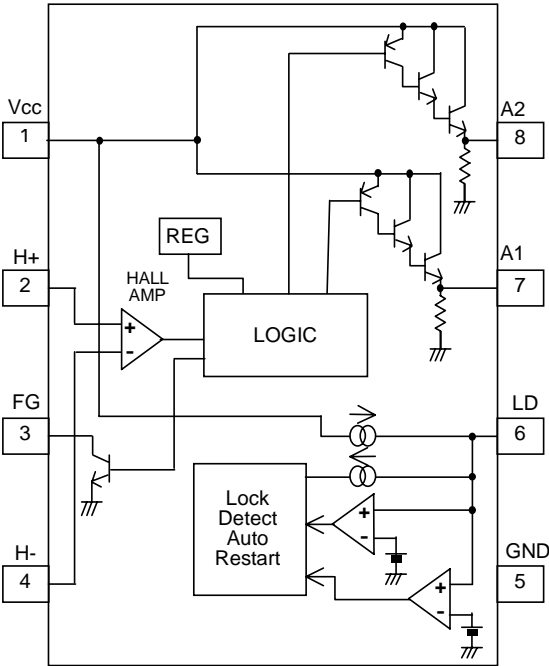 Vcc
1
A2
8
REG
H+
2
HALL
AMP
A1
7
+
-
LOGIC
FG
3
LD
6
Lock
Detect
Auto
Restart
+
-
H-
4
GND
5
+
-